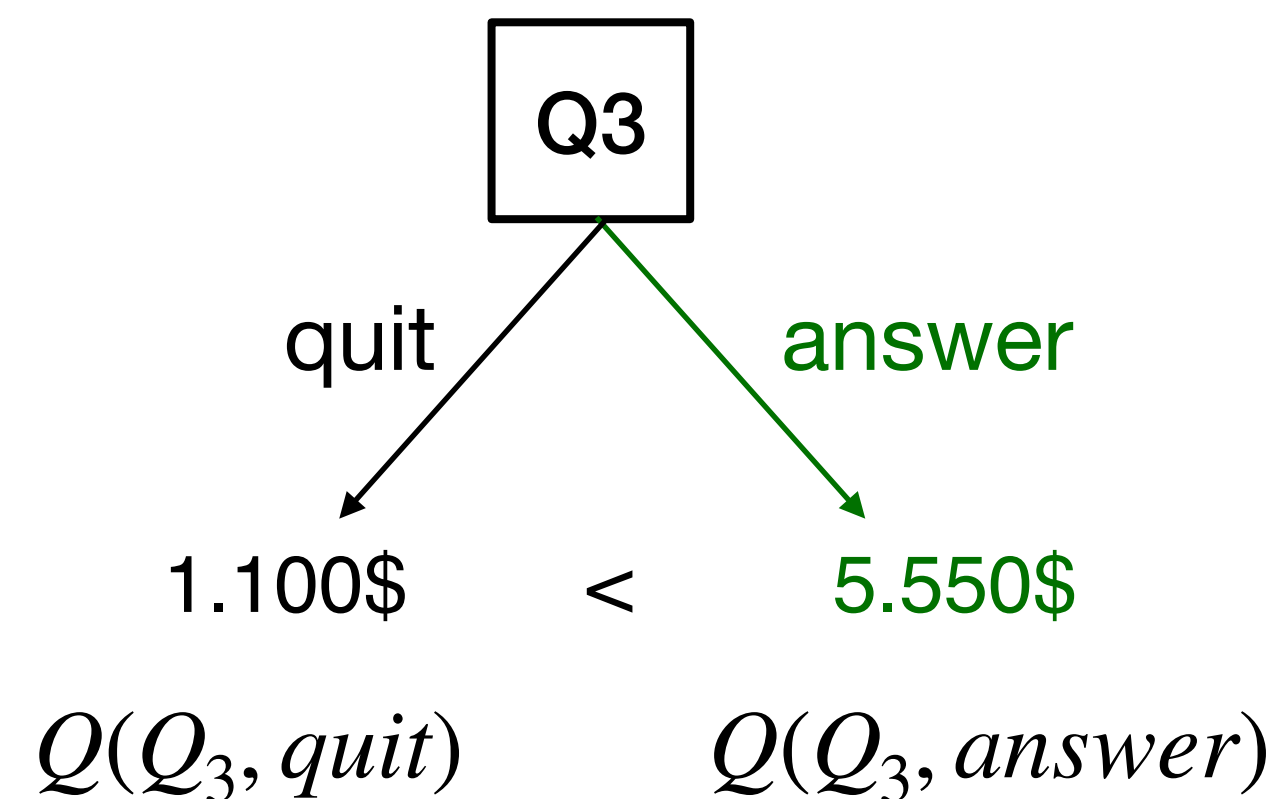 Q3
quit answer
1.100$ < 5.550$
Q(Q₃, quit) Q(Q₃, answer)